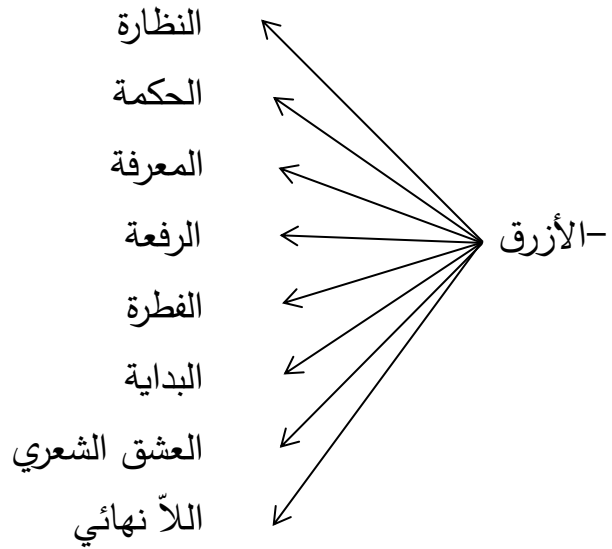 النظارة
الحكمة
المعرفة
-الأزرق
الرفعة
الفطرة
البداية
العشق الشعري
اللاّ نهائي